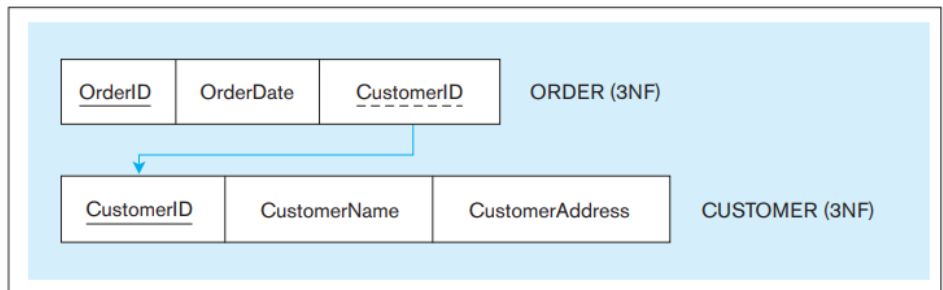 OrderID OrderDate CustomerID ORDER (3NF)
CustomerID CustomerName CustomerAddress CUSTOMER (3NF)